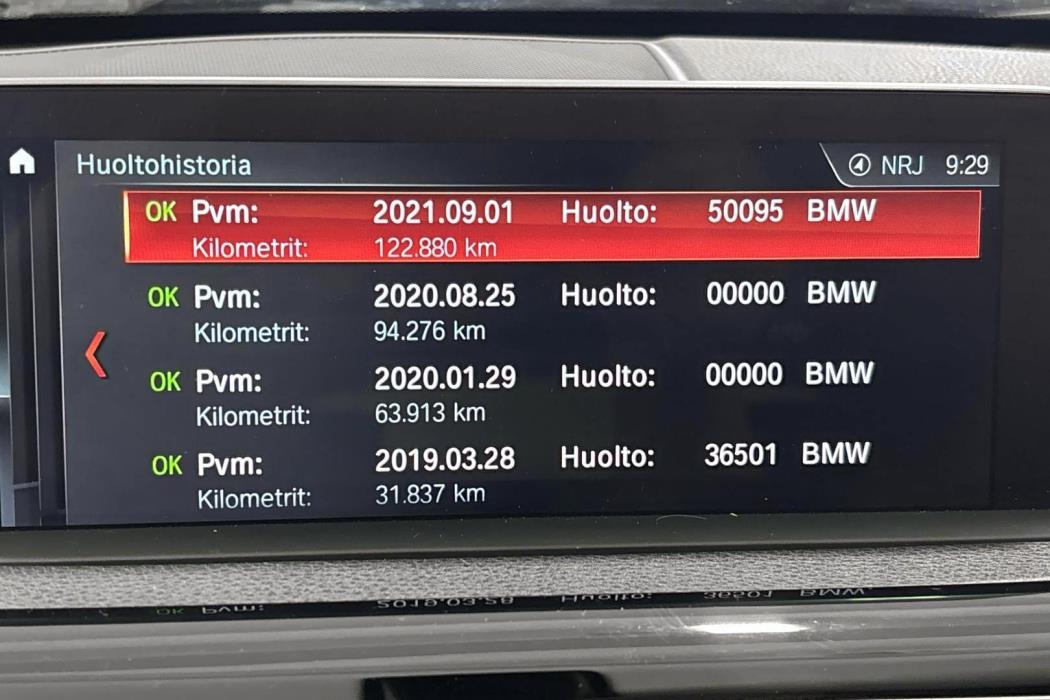 Huoltohistoria NRJ 9:29
OK Pvm: 2021.09.01 Huolto: 50095 BMW
Kilometrit: 122.880 km
OK Pvm: 2020.08.25 Huolto: 00000 BMW
Kilometrit: 94.276 km
OK Pvm: 2020.01.29 Huolto: 00000 BMW
Kilometrit: 63.913 km
OK Pvm: 2019.03.28 Huolto: 36501 BMW
Kilometrit: 31.837 km